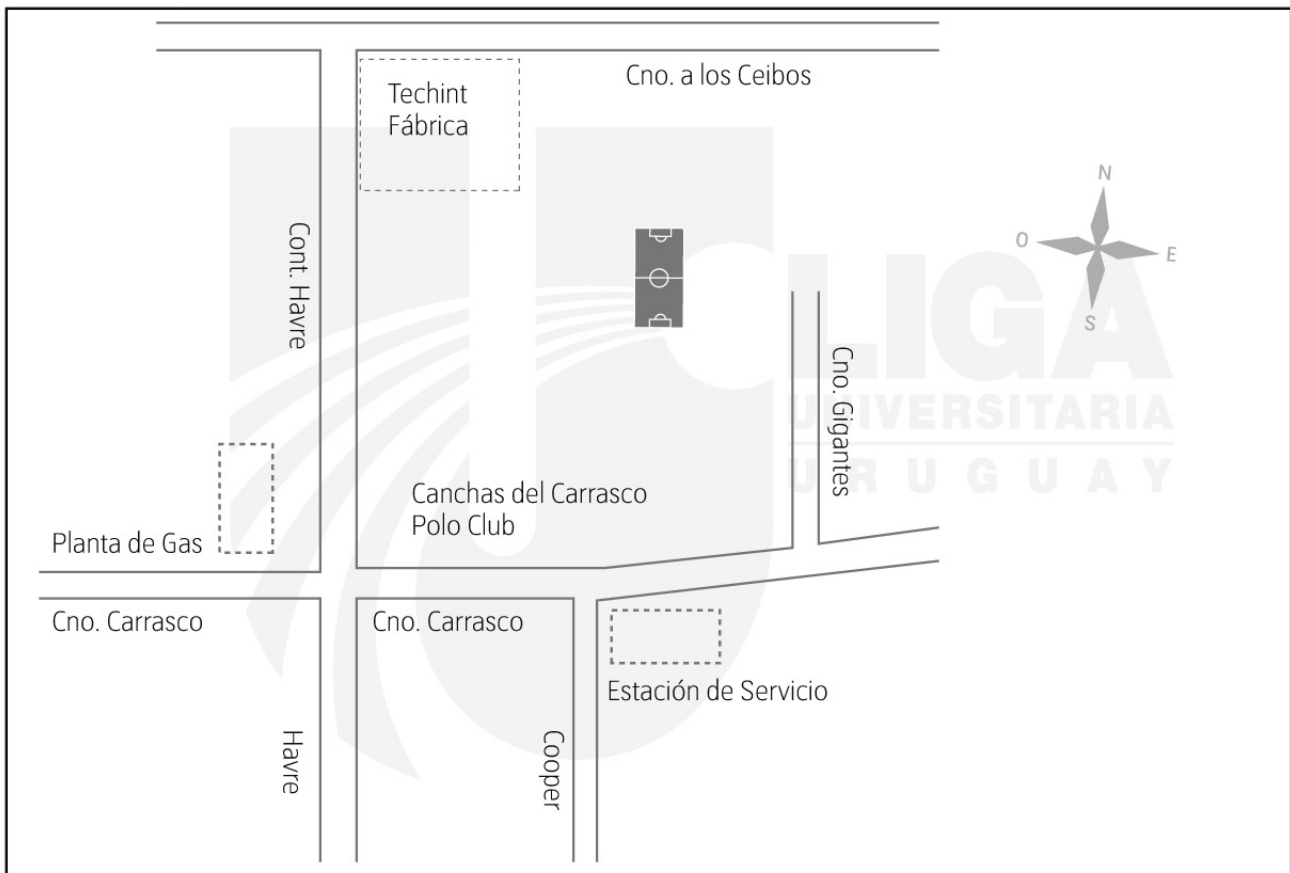 Cno. a los Ceibos
Techint
Fábrica
N
O
E
S
Cont. Havre
Cno. Gigantes
LIGA
UNIVERSITARIA
URUGUAY
Canchas del Carrasco
Polo Club
Planta de Gas
Cno. Carrasco
Cno. Carrasco
Estación de Servicio
Havre
Cooper